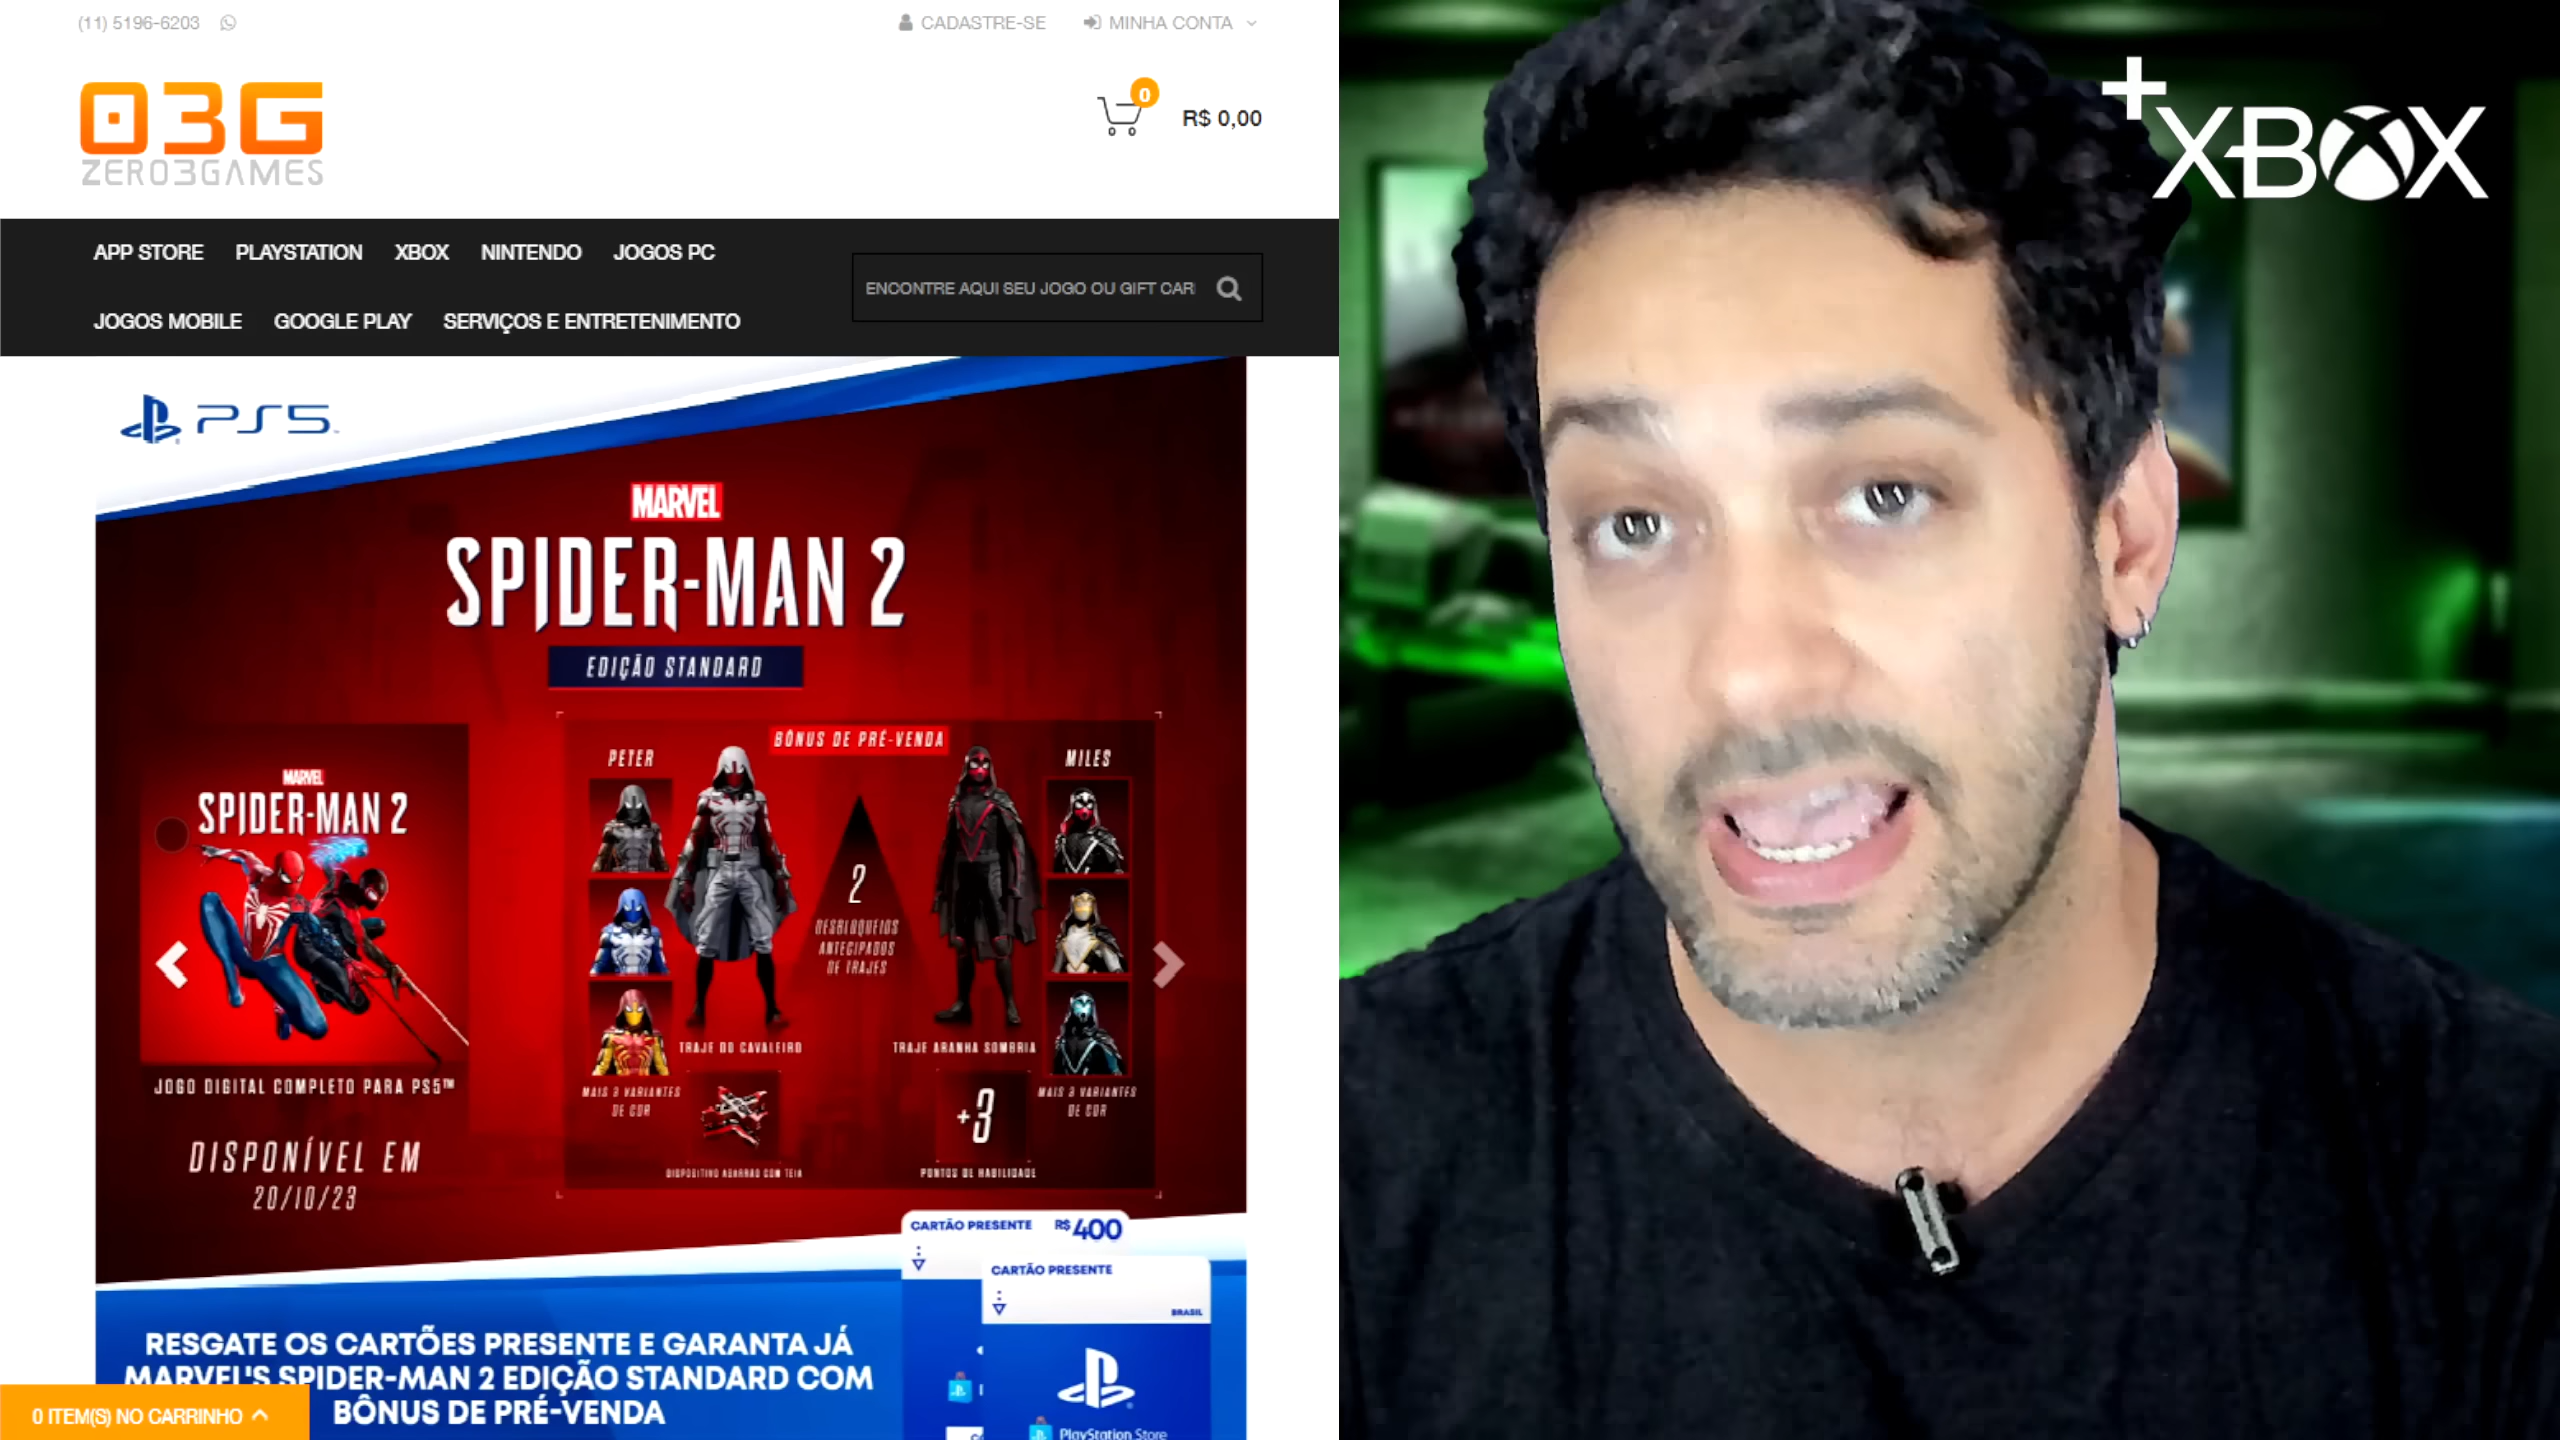 (11) 5196-6203
CADASTRE-SE
MINHA CONTA
03G
ZERO3GAMES
0
R$ 0,00
APP STORE PLAYSTATION XBOX NINTENDO JOGOS PC
JOGOS MOBILE GOOGLE PLAY SERVIÇOS E ENTRETENIMENTO
ENCONTRE AQUI SEU JOGO OU GIFT CAR
PS5
MARVEL
SPIDER-MAN 2
EDIÇÃO STANDARD
MARVEL
SPIDER-MAN 2
JOGO DIGITAL COMPLETO PARA PS5™
DISPONÍVEL EM
20/10/23
BÔNUS DE PRÉ-VENDA
PETER
MILES
2
DESBLOQUEIOS
ANTECIPADOS
DE TRAJES
TRAJE DO CAVALEIRO
TRAJE ARANHA SOMBRIA
MAIS 3 VARIANTES
DE COR
MAIS 3 VARIANTES
DE COR
+3
DISPOSITIVO AGARRÃO COM TEIA
PONTOS DE HABILIDADE
CARTÃO PRESENTE R$400
CARTÃO PRESENTE
BRASIL
PlayStation Store
RESGATE OS CARTÕES PRESENTE E GARANTA JÁ
MARVEL'S SPIDER-MAN 2 EDIÇÃO STANDARD COM
BÔNUS DE PRÉ-VENDA
0 ITEM(S) NO CARRINHO
+XBOX